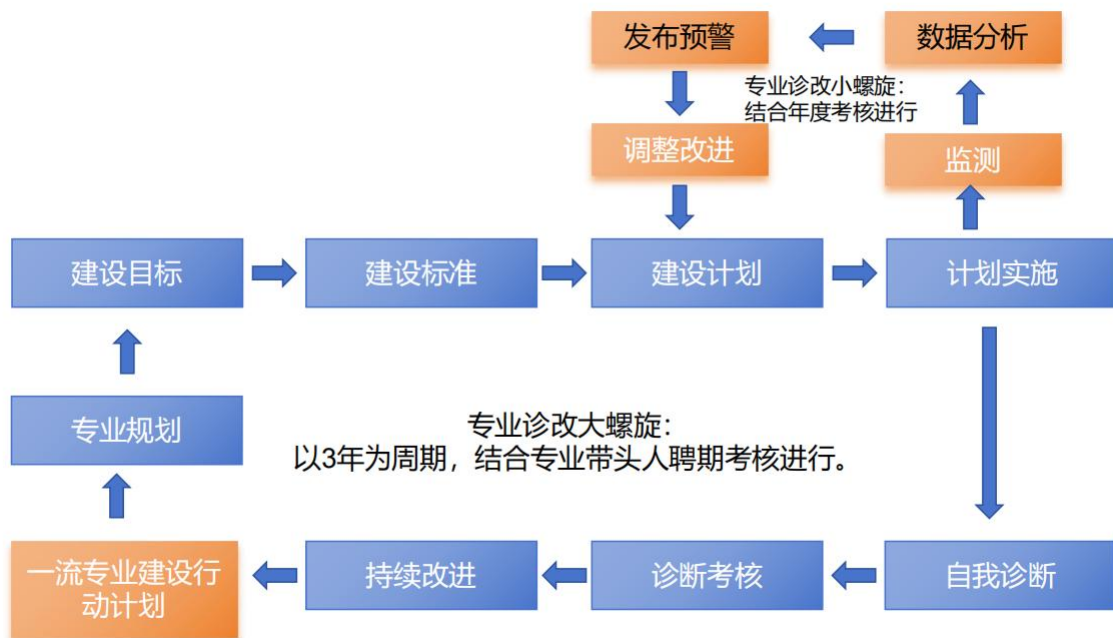 发布预警
数据分析
专业诊改小螺旋：
结合年度考核进行
调整改进
监测
建设目标
建设标准
建设计划
计划实施
专业规划
专业诊改大螺旋：
以3年为周期，结合专业带头人聘期考核进行。
一流专业建设行
动计划
持续改进
诊断考核
自我诊断